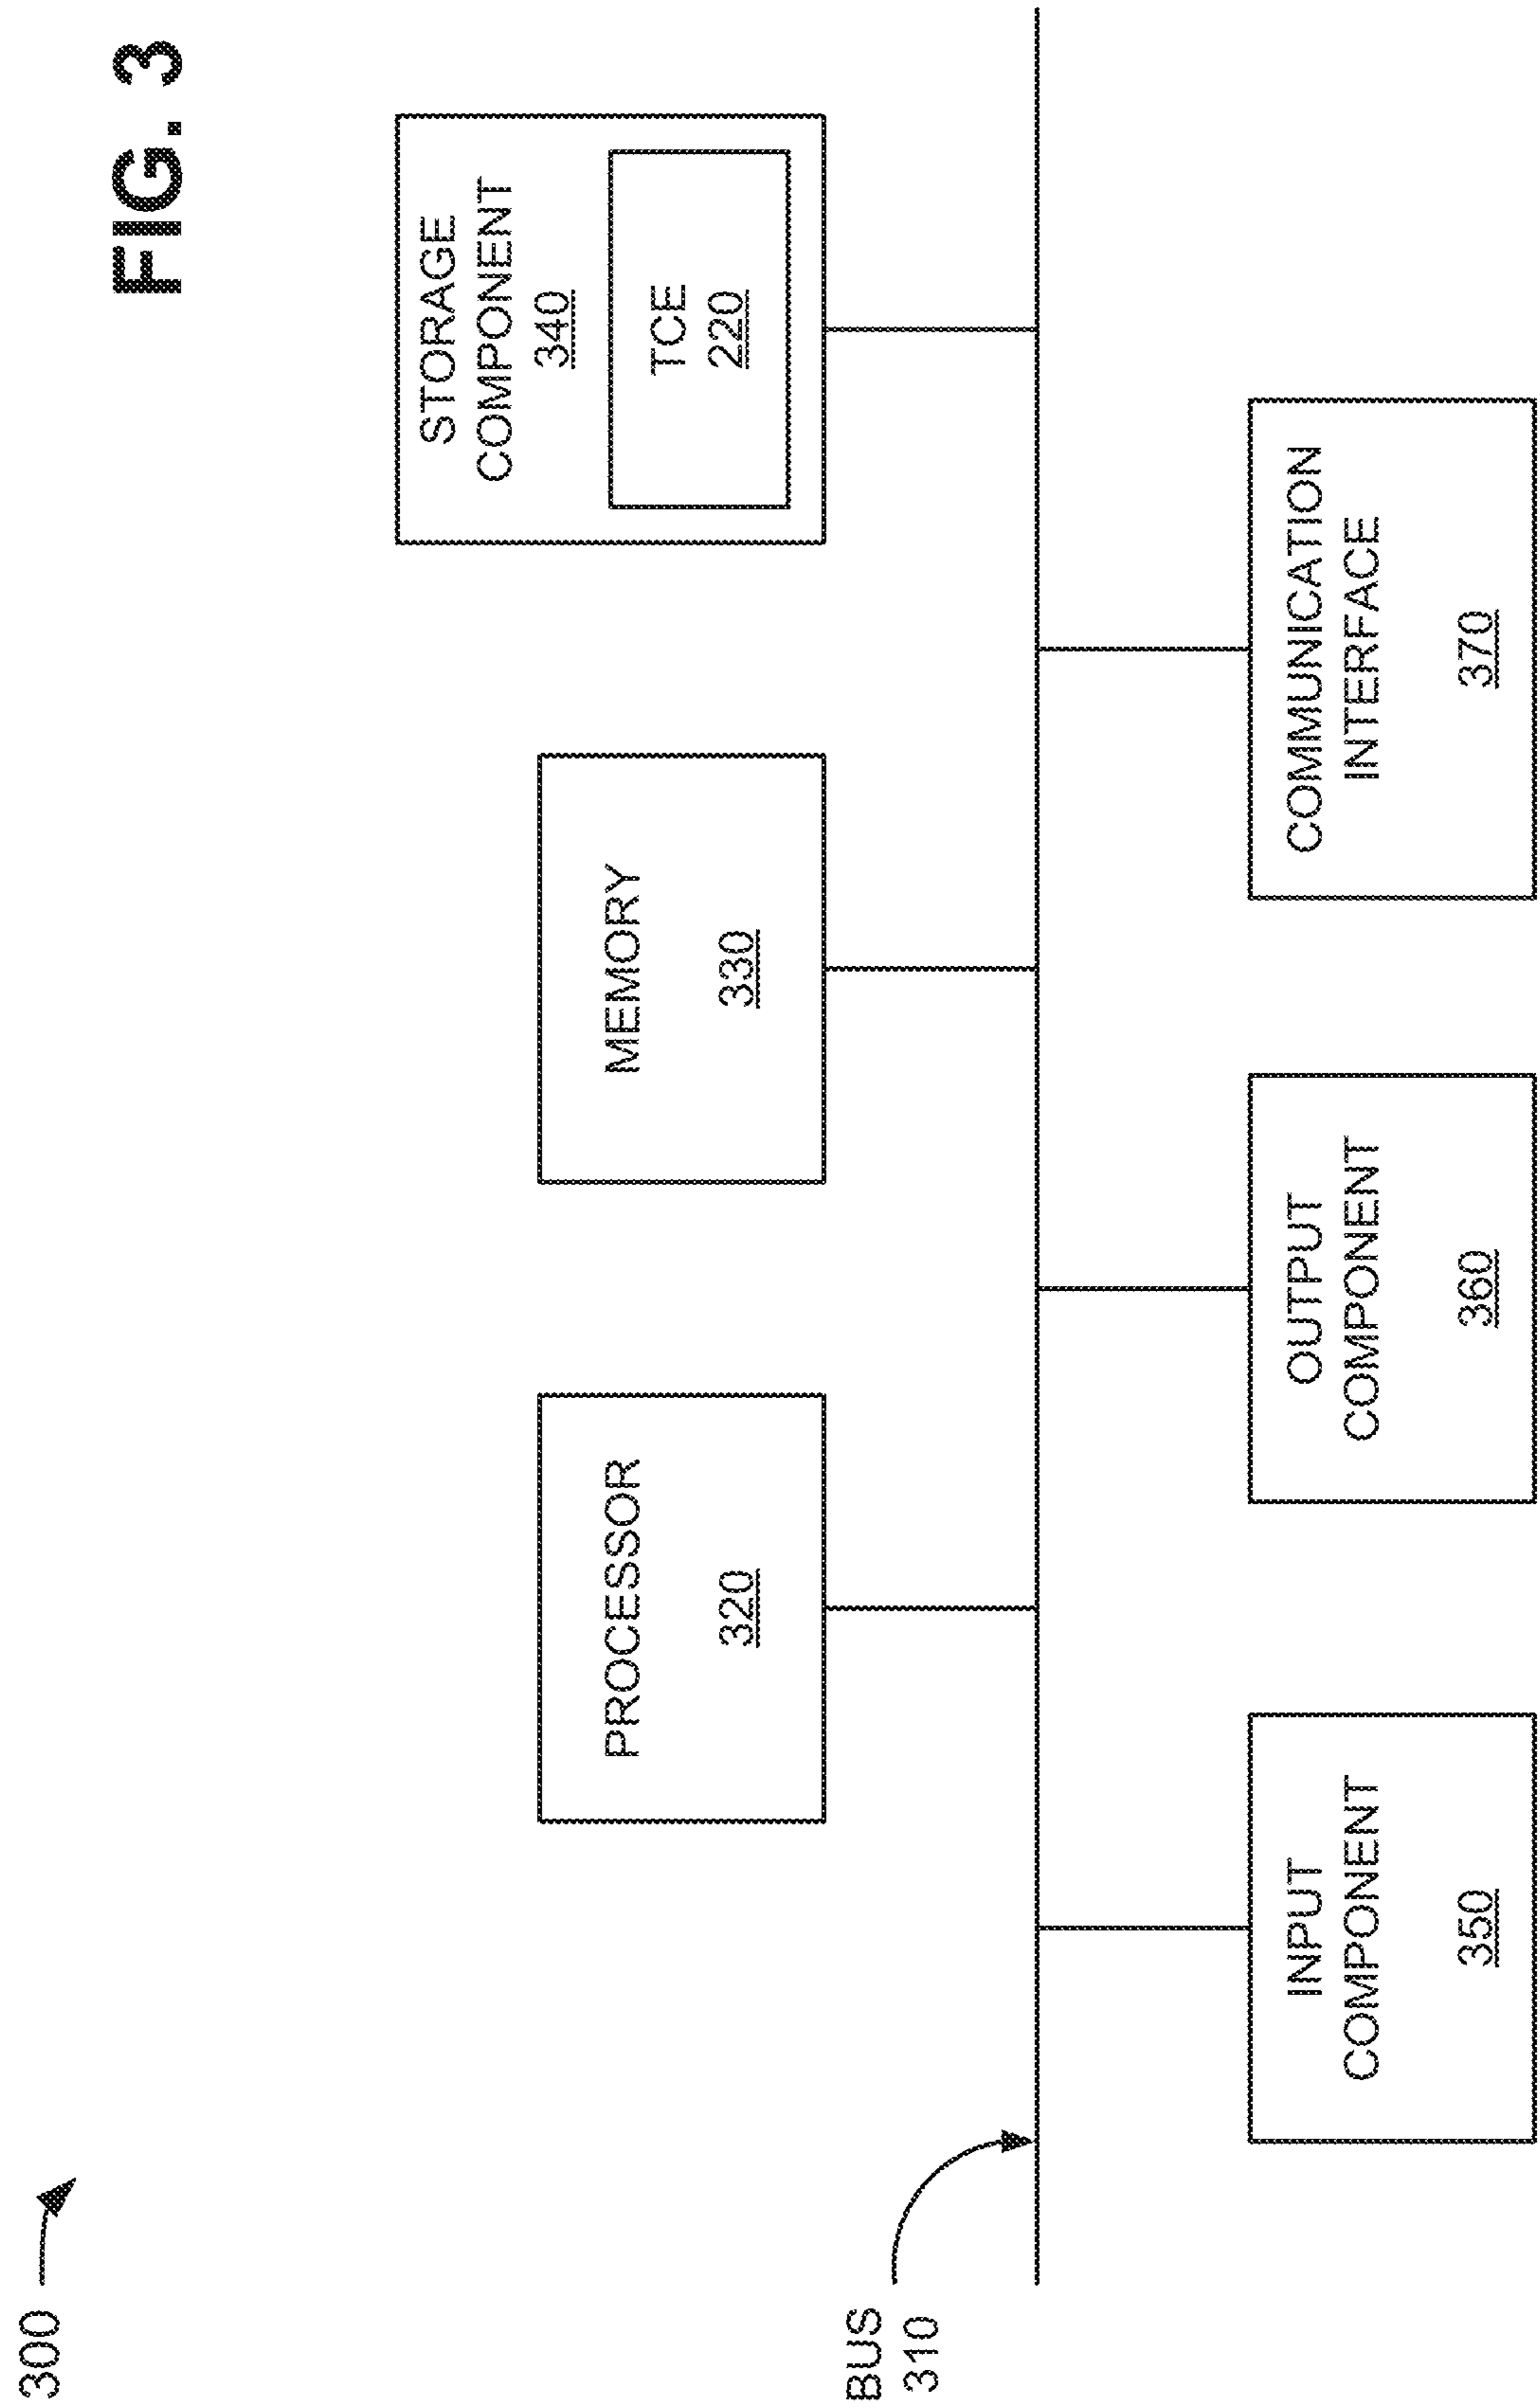 FIG. 3
300
PROCESSOR
320
MEMORY
330
STORAGE
COMPONENT
340
TCE
220
BUS
310
INPUT
COMPONENT
350
OUTPUT
COMPONENT
360
COMMUNICATION
INTERFACE
370